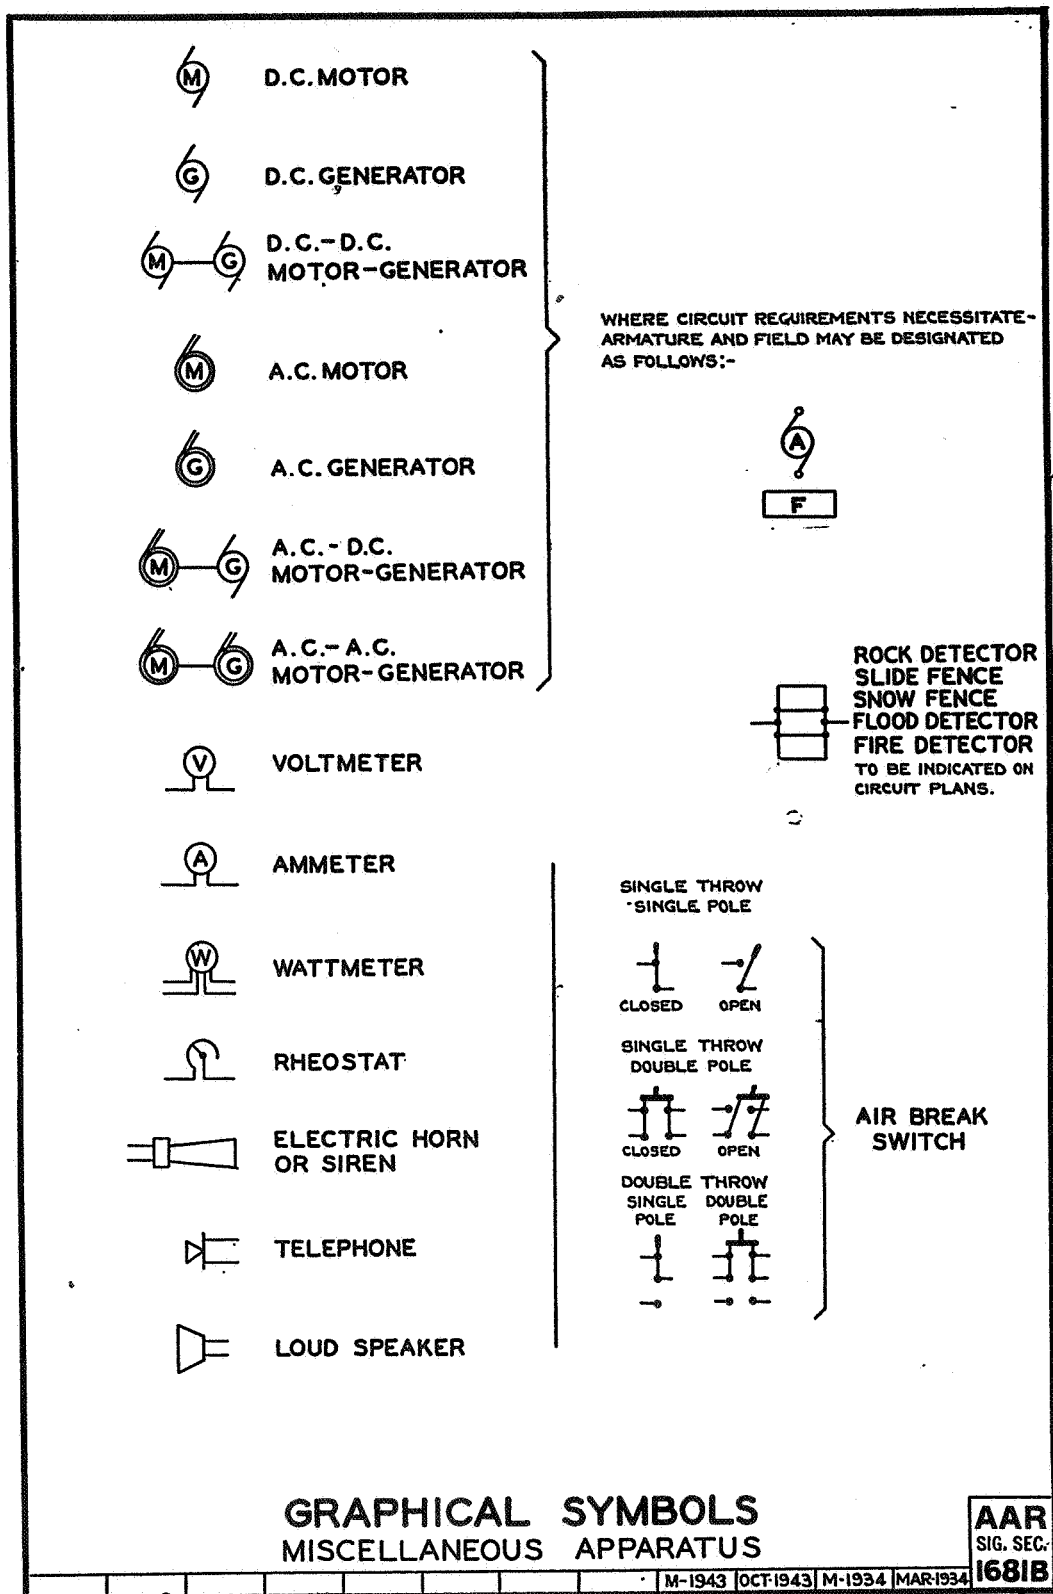 M
D.C. MOTOR
G
D.C. GENERATOR
M G
D.C.-D.C.
MOTOR-GENERATOR
M
A.C. MOTOR
G
A.C. GENERATOR
M G
A.C.-D.C.
MOTOR-GENERATOR
M G
A.C.-A.C.
MOTOR-GENERATOR
WHERE CIRCUIT REQUIREMENTS NECESSITATE-
ARMATURE AND FIELD MAY BE DESIGNATED
AS FOLLOWS:-
A
F
ROCK DETECTOR
SLIDE FENCE
SNOW FENCE
FLOOD DETECTOR
FIRE DETECTOR
TO BE INDICATED ON
CIRCUIT PLANS.
V
VOLTMETER
A
AMMETER
W
WATTMETER
RHEOSTAT
ELECTRIC HORN
OR SIREN
TELEPHONE
LOUD SPEAKER
SINGLE THROW
SINGLE POLE
CLOSED OPEN
SINGLE THROW
DOUBLE POLE
CLOSED OPEN
DOUBLE THROW
SINGLE DOUBLE
POLE POLE
AIR BREAK
SWITCH
GRAPHICAL SYMBOLS
MISCELLANEOUS APPARATUS
M-1943 OCT-1943 M-1934 MAR-1934
AAR
SIG. SEC.
1681B